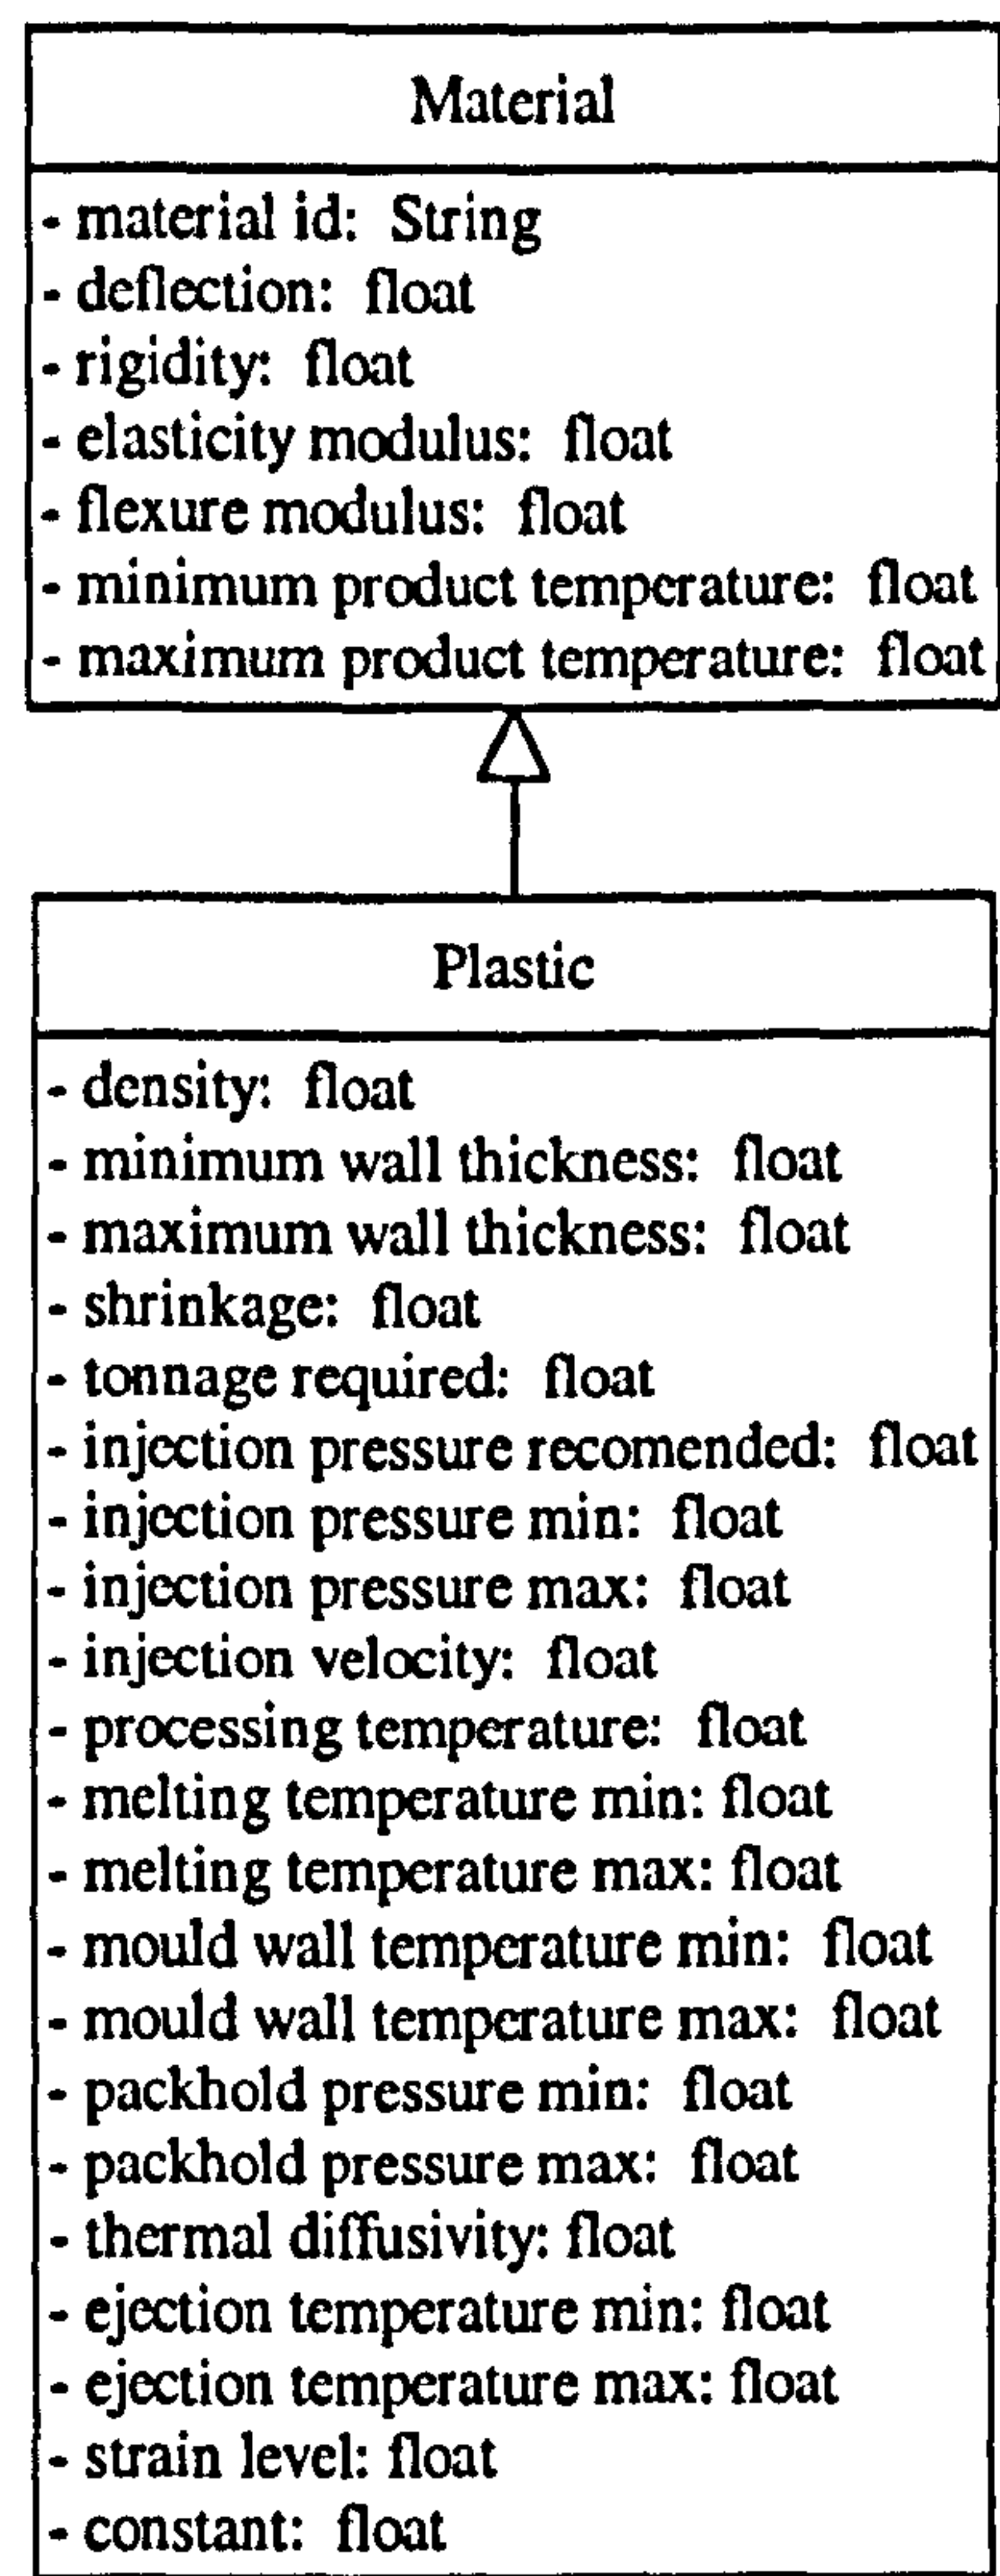 Material
- material id: String
- deflection: float
- rigidity: float
- elasticity modulus: float
- flexure modulus: float
- minimum product temperature: float
- maximum product temperature: float
Plastic
- density: float
- minimum wall thickness: float
- maximum wall thickness: float
- shrinkage: float
- tonnage required: float
- injection pressure recomended: float
- injection pressure min: float
- injection pressure max: float
- injection velocity: float
- processing temperature: float
- melting temperature min: float
- melting temperature max: float
- mould wall temperature min: float
- mould wall temperature max: float
- packhold pressure min: float
- packhold pressure max: float
- thermal diffusivity: float
- ejection temperature min: float
- ejection temperature max: float
- strain level: float
- constant: float